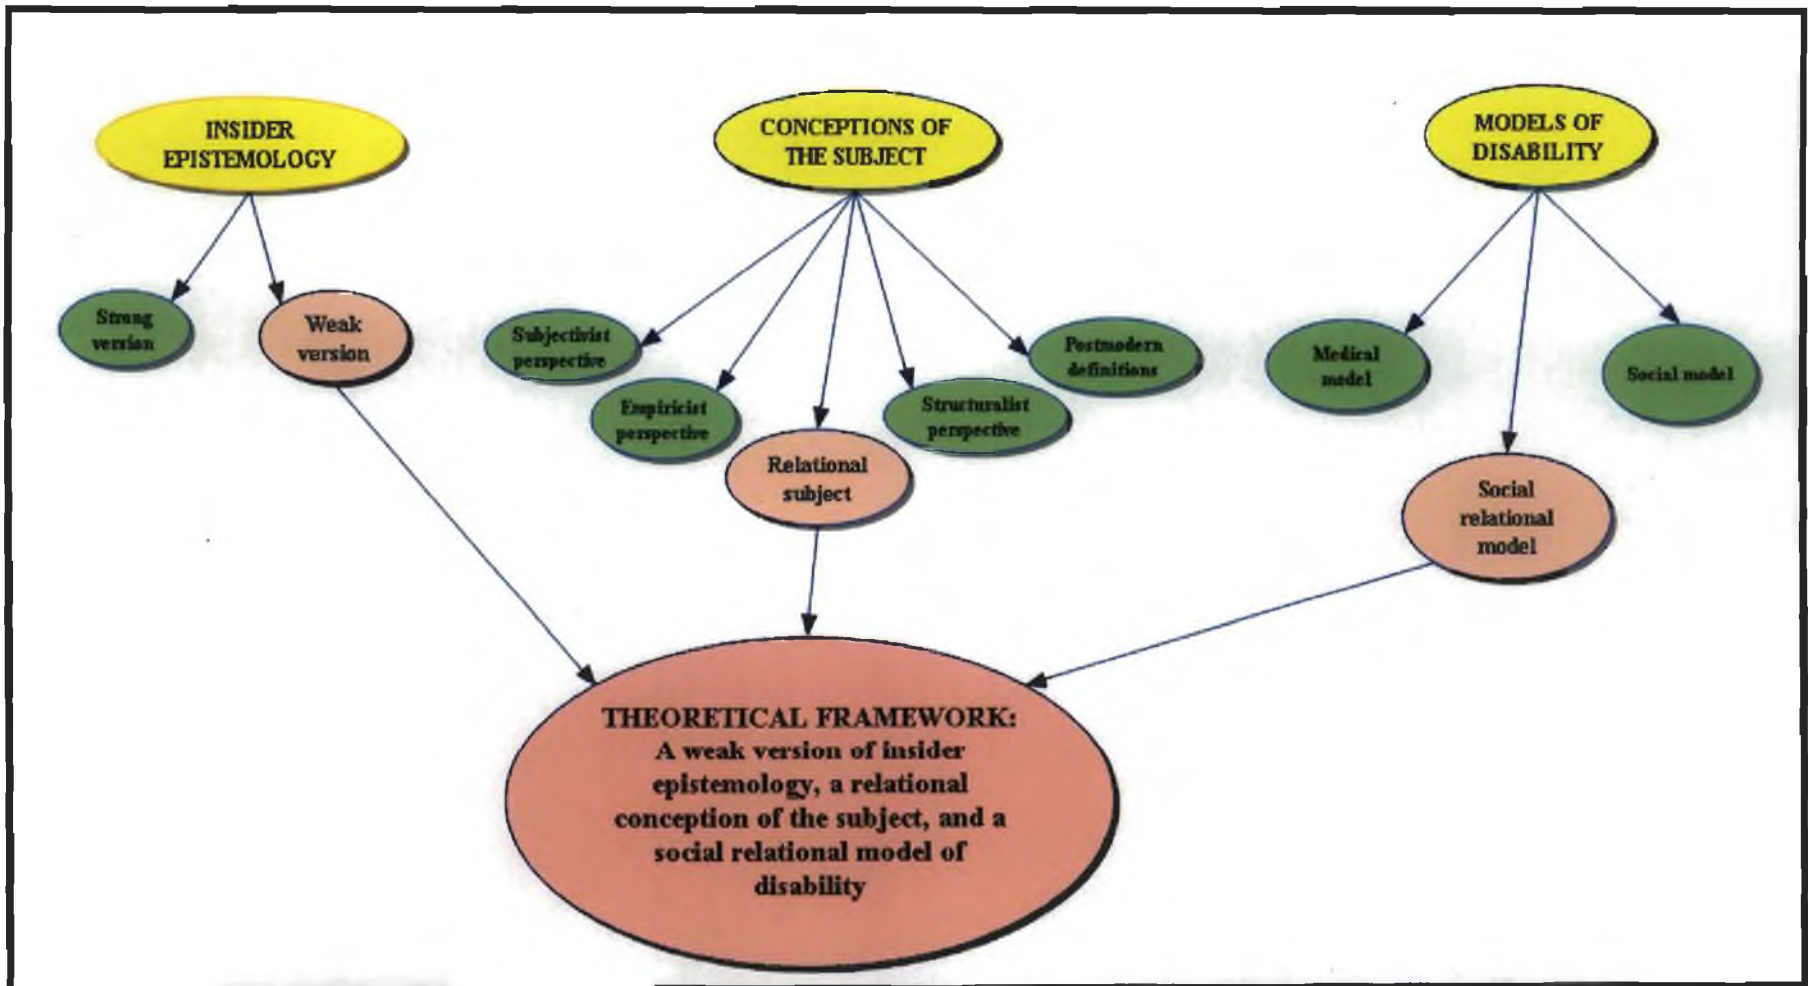 INSIDER
EPISTEMOLOGY
CONCEPTIONS OF
THE SUBJECT
MODELS OF
DISABILITY
Strong
version
Weak
version
Subjectivist
perspective
Empiricist
perspective
Relational
subject
Structuralist
perspective
Postmodern
definitions
Medical
model
Social relational
model
Social model
THEORETICAL FRAMEWORK:
A weak version of insider
epistemology, a relational
conception of the subject, and a
social relational model of
disability